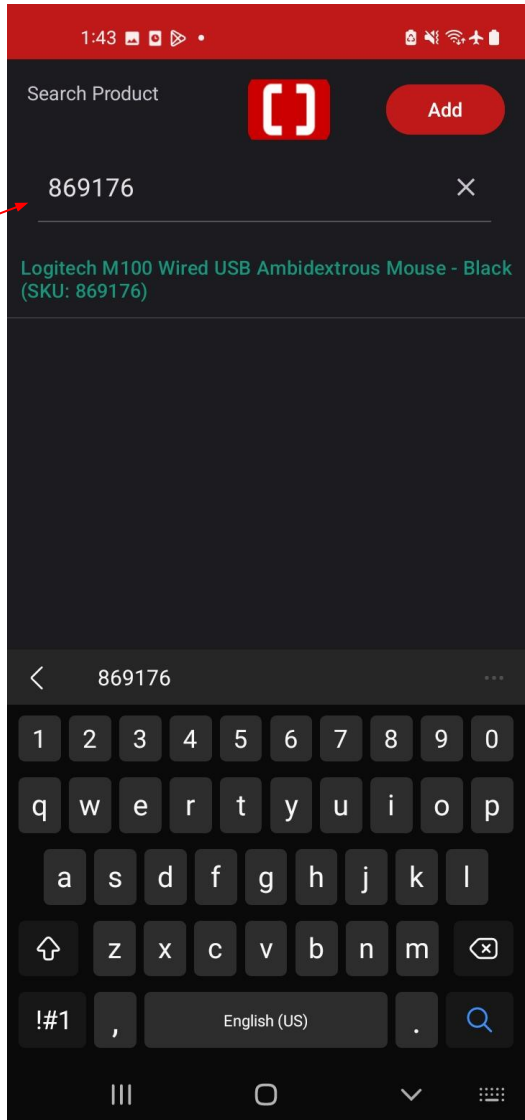 1:43
Search Product
Add
869176
Logitech M100 Wired USB Ambidextrous Mouse - Black
(SKU: 869176)
869176
1 2 3 4 5 6 7 8 9 0
q w e r t y u i o p
a s d f g h j k l
z x c v b n m
!#1 , English (US) .